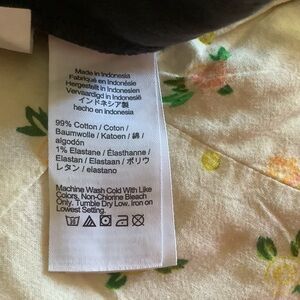 Made in Indonesia
Fabriqué en Indonésie
Hergestellt in Indonesien
Vervaardigd in Indonesië
インドネシア製
hecho en indonesia
99% Cotton / Coton /
Baumwolle / Katoen / 綿 /
algodón
1% Elastane / Élasthanne /
Elastan / Elastaan / ポリウ
レタン / elastano
Machine Wash Cold With Like
Colors, Non-Chlorine Bleach
Only. Tumble Dry Low. Iron on
Lowest Setting.